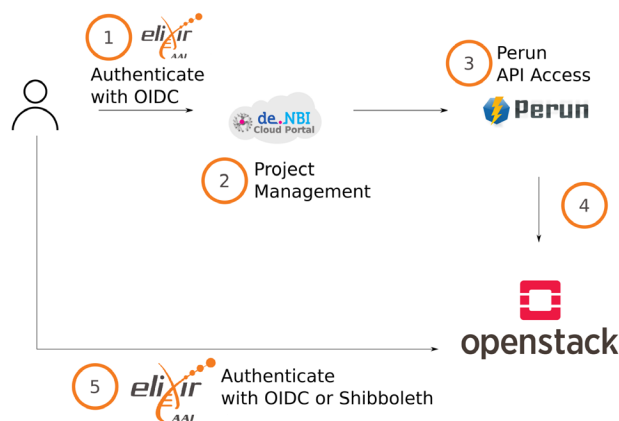 1
elixir
AAI
Authenticate
with OIDC
de.NBI
Cloud Portal
2
Project
Management
3
Perun
API Access
Perun
4
openstack
5
elixir
AAI
Authenticate
with OIDC or Shibboleth